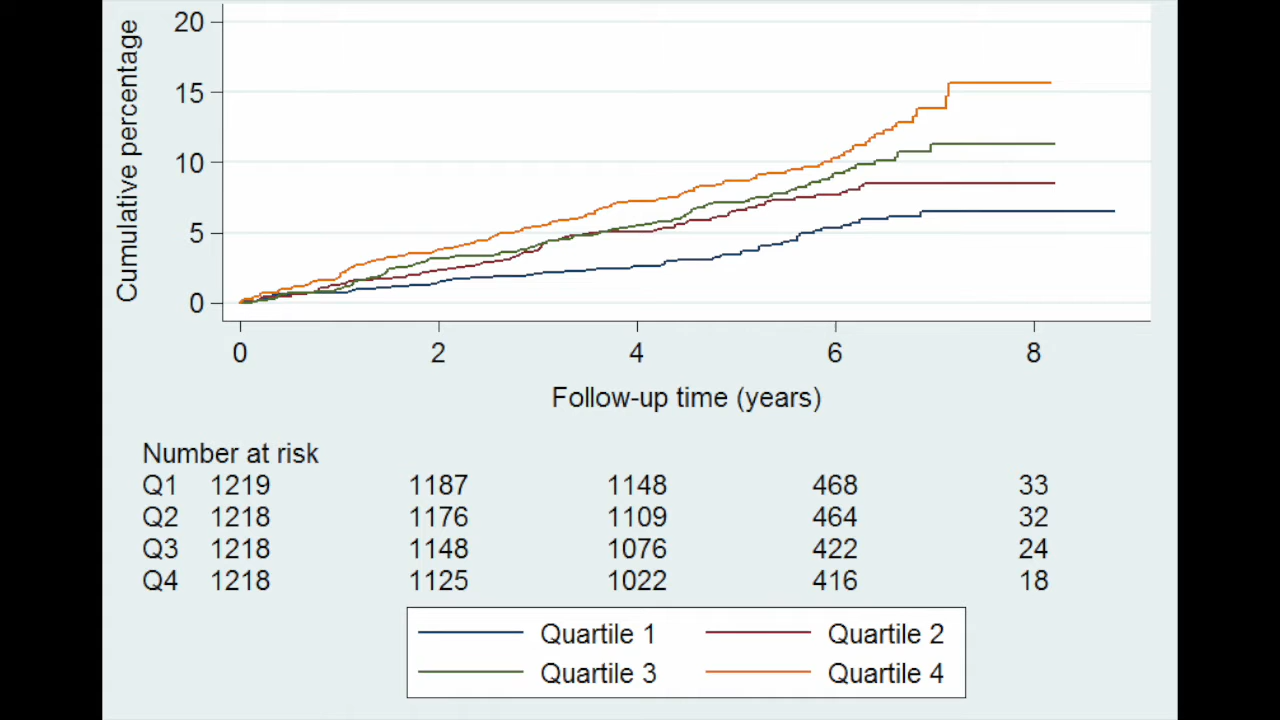 Cumulative percentage
20
15
10
5
0
0 2 4 6 8
Follow-up time (years)
Number at risk
Q1 1219 1187 1148 468 33
Q2 1218 1176 1109 464 32
Q3 1218 1148 1076 422 24
Q4 1218 1125 1022 416 18
Quartile 1 Quartile 2
Quartile 3 Quartile 4